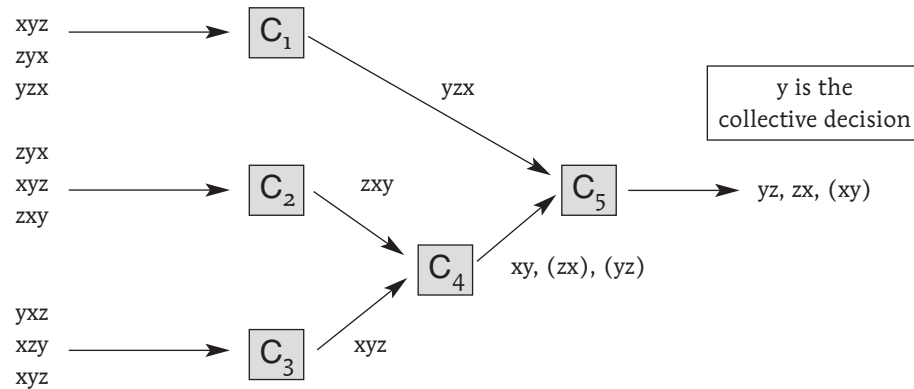 xyz
zyx
yzx
C₁
yzx
y is the
collective decision
zyx
xyz
zxy
C₂
zxy
C₅
yz, zx, (xy)
C₄
xy, (zx), (yz)
yxz
xzy
xyz
C₃
xyz